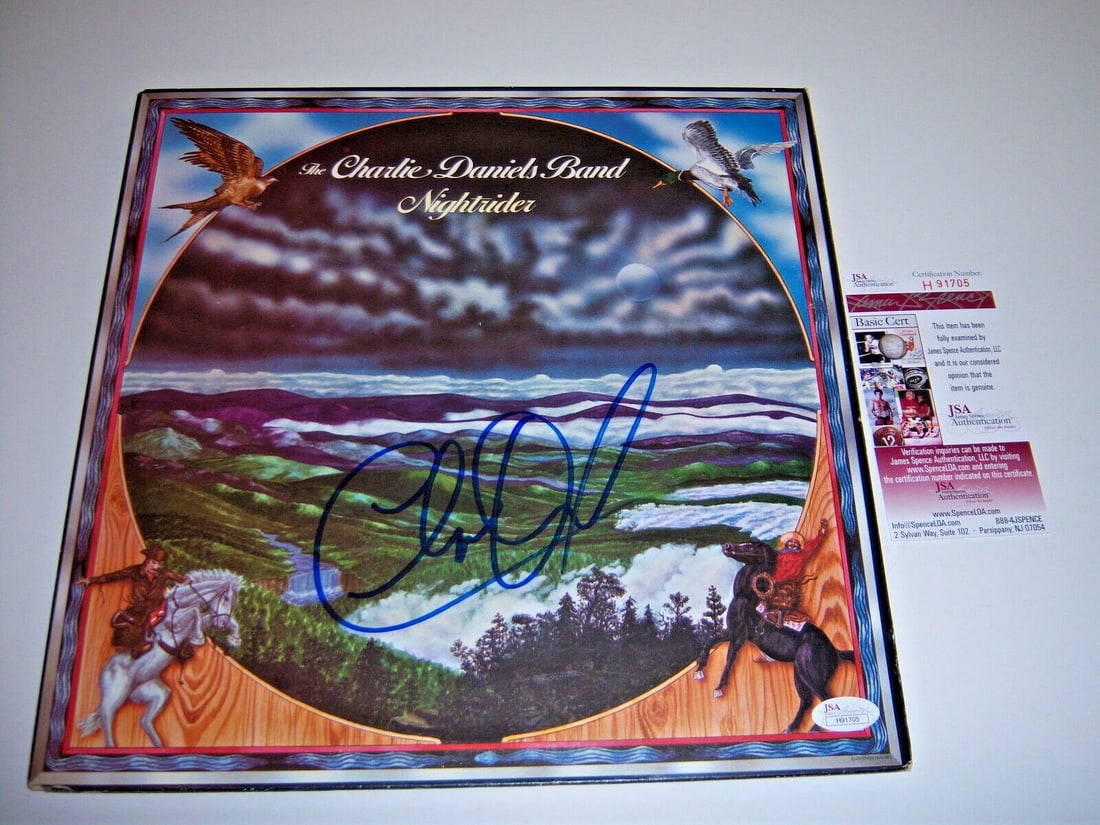 The Charlie Daniels Band
Nightrider
JSA
Authentication
Certification Number:
H 91705
Basic Cert
This item has been
fully examined by
James Spence Authentication, LLC
and it is our considered
opinion that the
item is genuine.
JSA
James Spence
Authentication
12
Verification inquiries can be made to
James Spence Authentication, LLC by visiting
www.SpenceLOA.com and entering
the certification number indicated on this certificate.
JSA
Authentication
www.SpenceLOA.com
Info@SpenceLOA.com 888-4JSPENCE
2 Sylvan Way, Suite 102 - Parsippany, NJ 07054
JSA
H91705